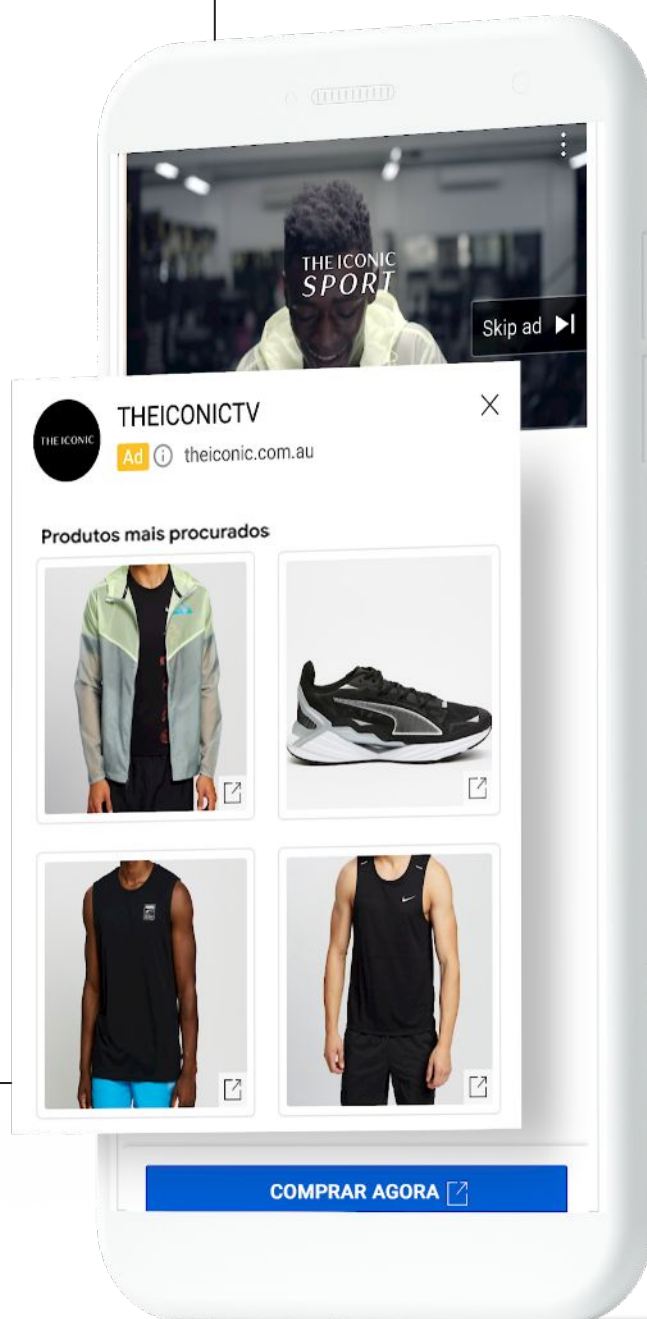 THE ICONIC
SPORT
Skip ad
THE ICONIC
THEICONICTV
Ad theiconic.com.au
Produtos mais procurados
COMPRAR AGORA